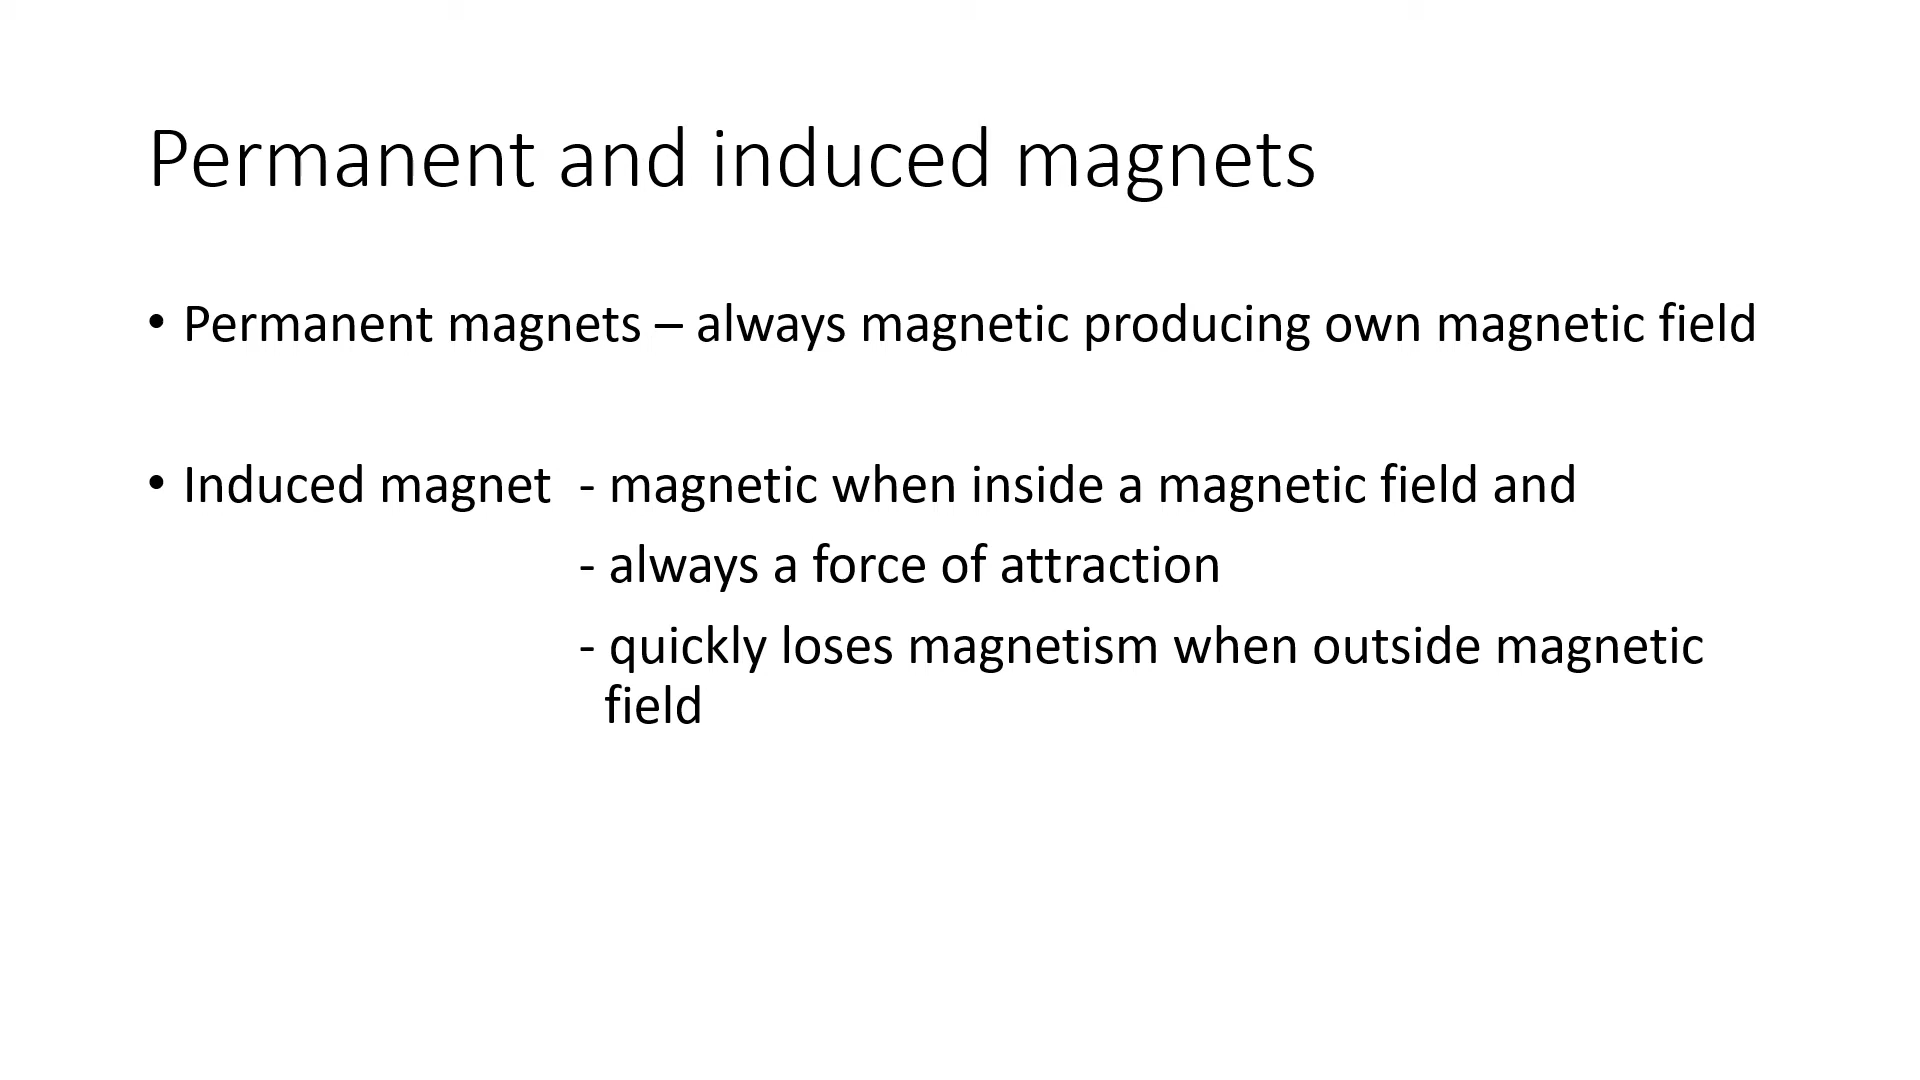 Permanent and induced magnets
• Permanent magnets – always magnetic producing own magnetic field
• Induced magnet - magnetic when inside a magnetic field and
- always a force of attraction
- quickly loses magnetism when outside magnetic
field